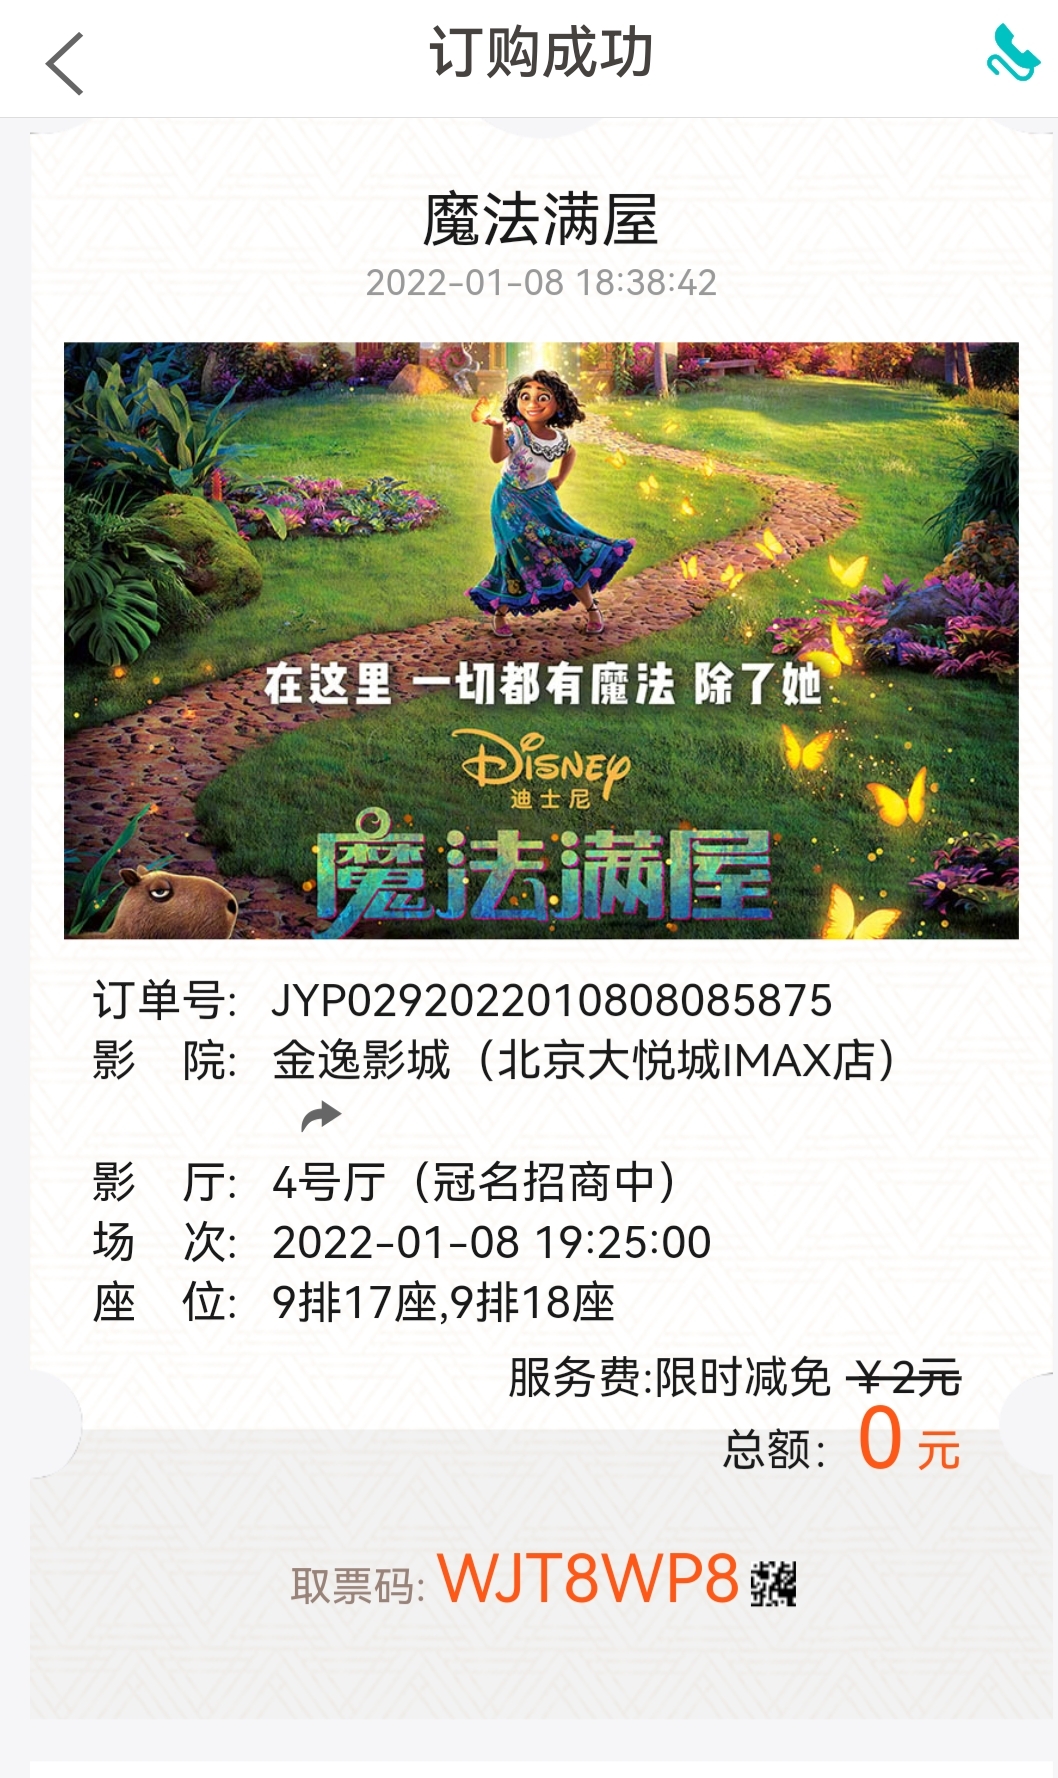 订购成功
魔法满屋
2022-01-08 18:38:42
在这里 一切都有魔法 除了她
DISNEY
迪士尼
魔法满屋
订单号: JYP0292022010808085875
影 院: 金逸影城（北京大悦城IMAX店）
影 厅: 4号厅（冠名招商中）
场 次: 2022-01-08 19:25:00
座 位: 9排17座,9排18座
服务费:限时减免 ¥2元
总额: 0元
取票码: WJT8WP8